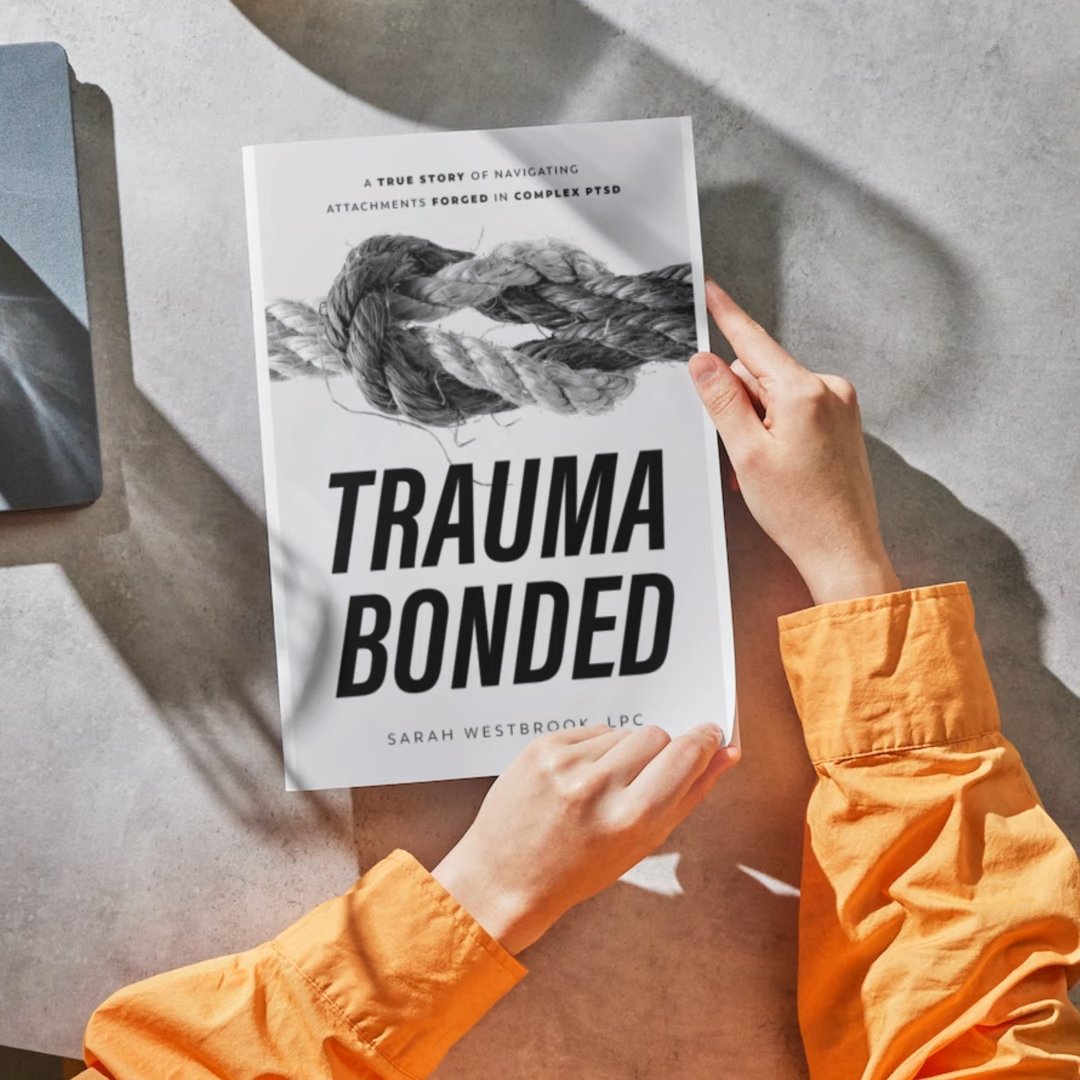 A TRUE STORY OF NAVIGATING
ATTACHMENTS FORGED IN COMPLEX PTSD
TRAUMA
BONDED
SARAH WESTBROOK, LPC